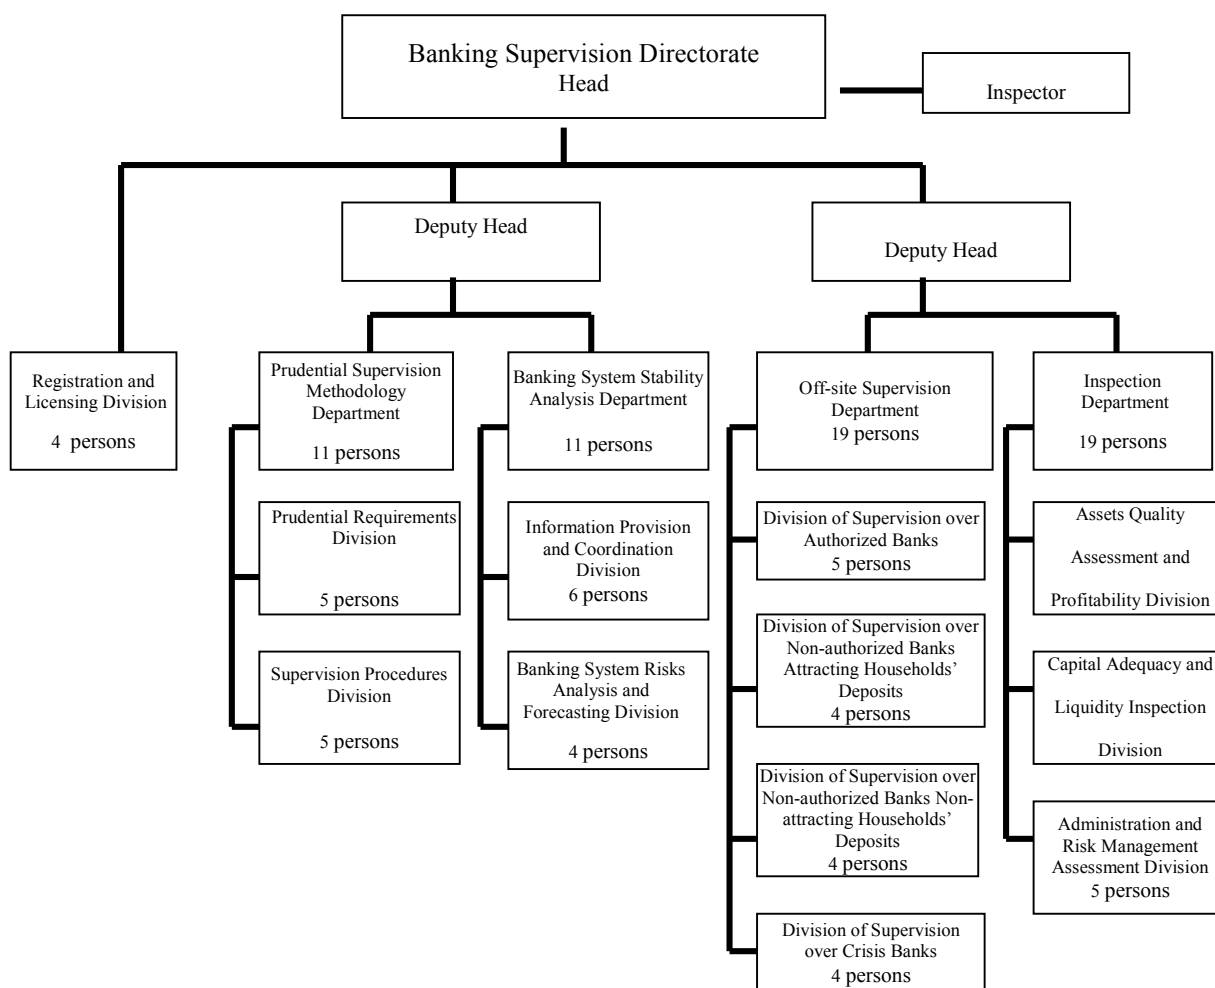 Banking Supervision Directorate
Head
Inspector
Deputy Head
Deputy Head
Registration and
Licensing Division
4 persons
Prudential Supervision
Methodology
Department
11 persons
Banking System Stability
Analysis Department
11 persons
Off-site Supervision
Department
19 persons
Inspection
Department
19 persons
Prudential Requirements
Division
5 persons
Information Provision
and Coordination
Division
6 persons
Division of Supervision over
Authorized Banks
5 persons
Assets Quality
Assessment and
Profitability Division
Supervision Procedures
Division
5 persons
Banking System Risks
Analysis and
Forecasting Division
4 persons
Division of Supervision over
Non-authorized Banks
Attracting Households’
Deposits
4 persons
Capital Adequacy and
Liquidity Inspection
Division
Division of Supervision over
Non-authorized Banks Non-
attracting Households’
Deposits
4 persons
Administration and
Risk Management
Assessment Division
5 persons
Division of Supervision
over Crisis Banks
4 persons